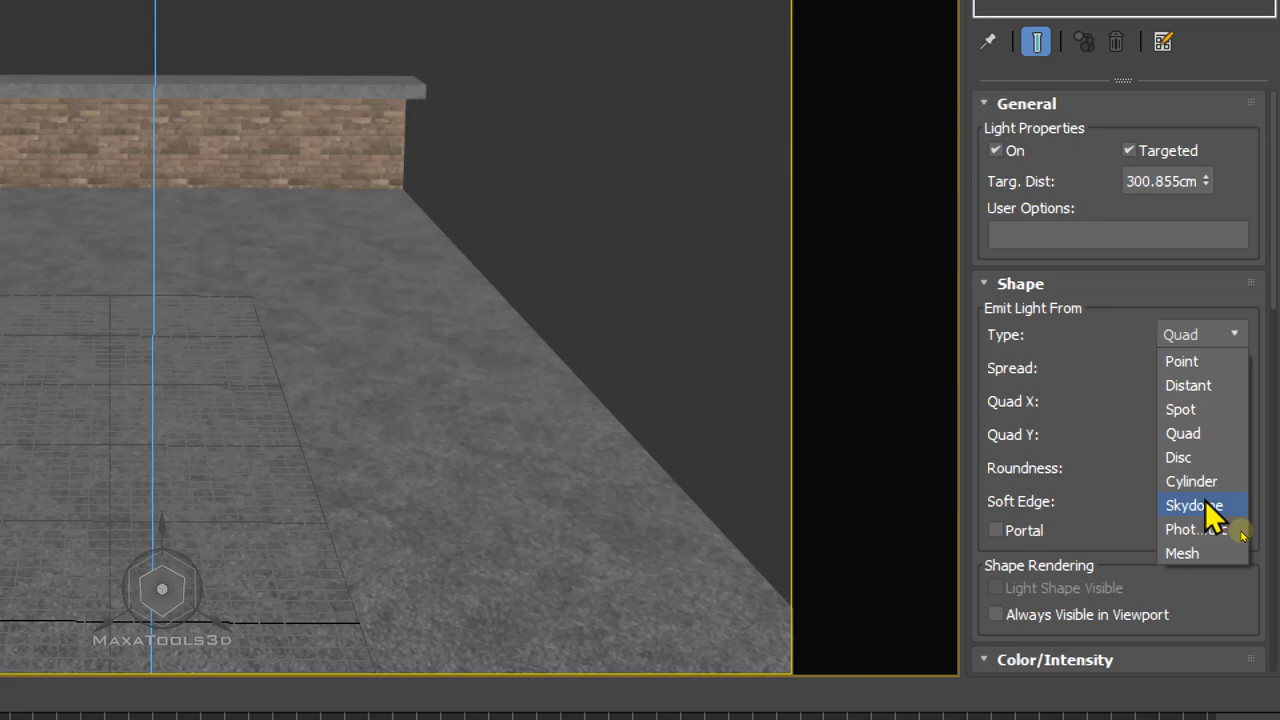 General
Light Properties
On
Targeted
Targ. Dist:
300.855cm
User Options:
Shape
Emit Light From
Type:
Quad
Point
Spread:
Distant
Quad X:
Spot
Quad Y:
Quad
Disc
Roundness:
Cylinder
Soft Edge:
Skydome
Portal
Mesh
Shape Rendering
Light Shape Visible
Always Visible in Viewport
Color/Intensity
MAXATOOLS3D